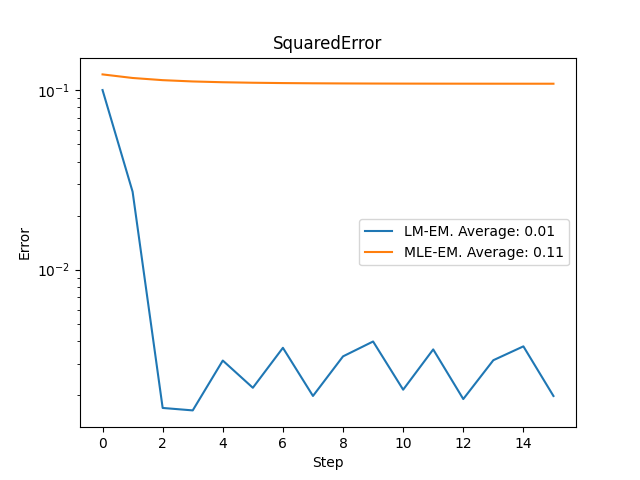 SquaredError
10⁻¹
10⁻²
Error
LM-EM. Average: 0.01
MLE-EM. Average: 0.11
0 2 4 6 8 10 12 14
Step